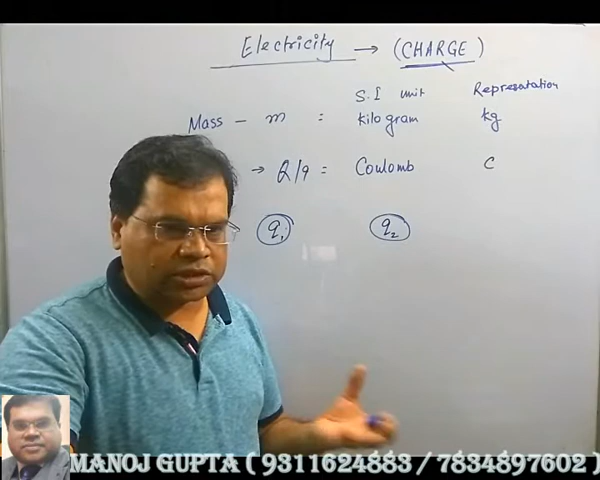 Electricity → (CHARGE)
S.I unit Represatation
Mass - m = kilogram kg
→ Q/q = Coulomb C
q₁ q₂
MANOJ GUPTA ( 9311624883 / 7834897602 )